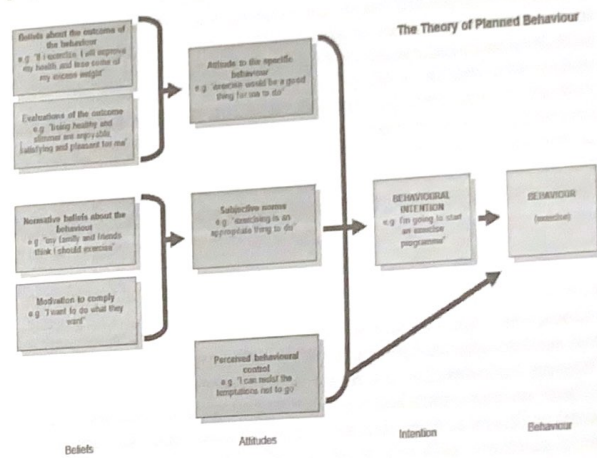 The Theory of Planned Behaviour
Beliefs about the outcome of
the behaviour
e.g. "If I exercise, I will improve
my health and lose some of
my excess weight"
Evaluations of the outcome
e.g. "being healthy and
slimmer are enjoyable,
satisfying and pleasant for me"
Normative beliefs about the
behaviour
e.g. "my family and friends
think I should exercise"
Motivation to comply
e.g. "I want to do what they
want"
Beliefs
Attitude to the specific
behaviour
e.g. "exercise would be a good
thing for me to do"
Subjective norms
e.g. "exercising is an
appropriate thing to do"
Perceived behavioural
control
e.g. "I can resist the
temptations not to go"
Attitudes
BEHAVIOURAL
INTENTION
e.g. I'm going to start
an exercise
programme"
Intention
BEHAVIOUR
(exercise)
Behaviour